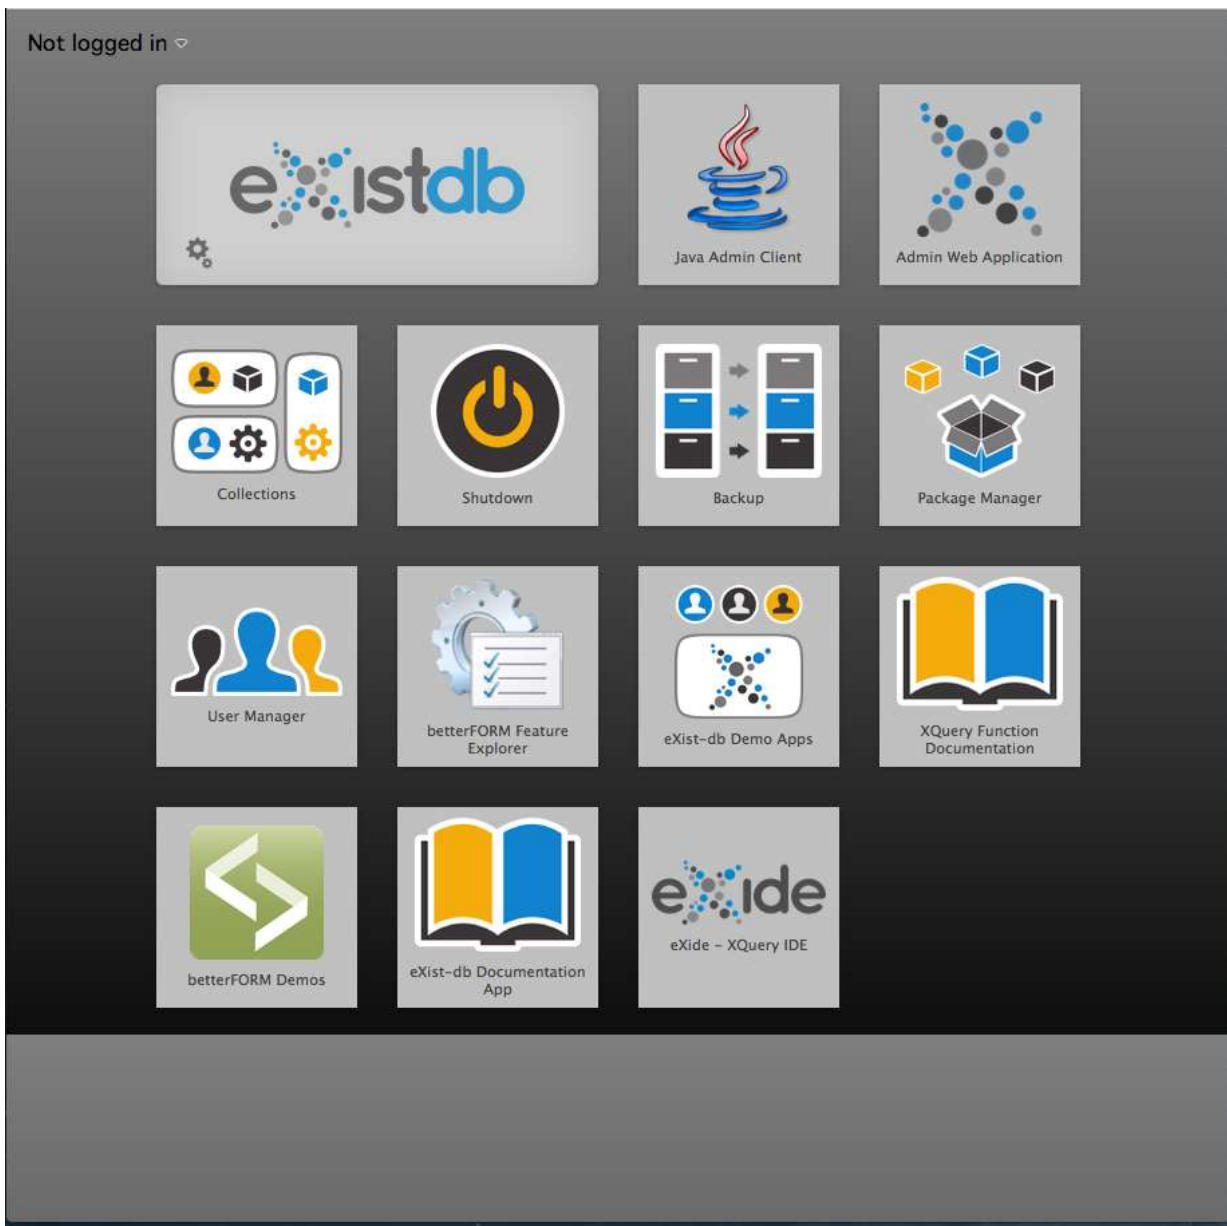 Not logged in
eXistdb
Java Admin Client
Admin Web Application
Collections
Shutdown
Backup
Package Manager
User Manager
betterFORM Feature
Explorer
eXist-db Demo Apps
XQuery Function
Documentation
betterFORM Demos
eXist-db Documentation
App
eXide
eXide – XQuery IDE